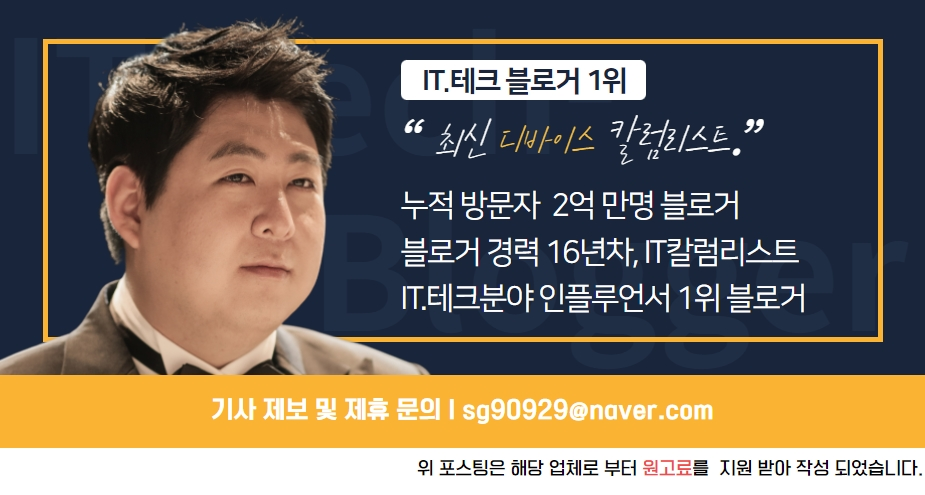 IT.Tech
Blogger
IT.테크 블로거 1위
“ 최신 디바이스 칼럼리스트.”
누적 방문자 2억 만명 블로거
블로거 경력 16년차, IT칼럼리스트
IT.테크분야 인플루언서 1위 블로거
기사 제보 및 제휴 문의 I sg90929@naver.com
위 포스팅은 해당 업체로 부터 원고료를 지원 받아 작성 되었습니다.